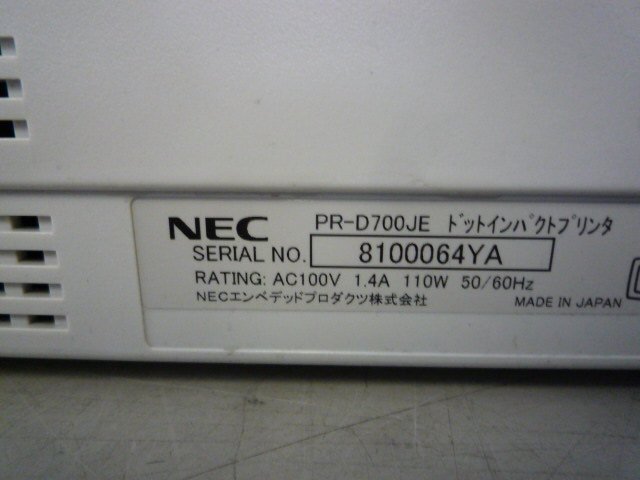 NEC PR-D700JE ﾄﾞｯﾄｲﾝﾊﾟｸﾄﾌﾟﾘﾝﾀ
SERIAL NO. 8100064YA
RATING: AC100V 1.4A 110W 50/60Hz
NECエンベデッドプロダクツ株式会社
MADE IN JAPAN